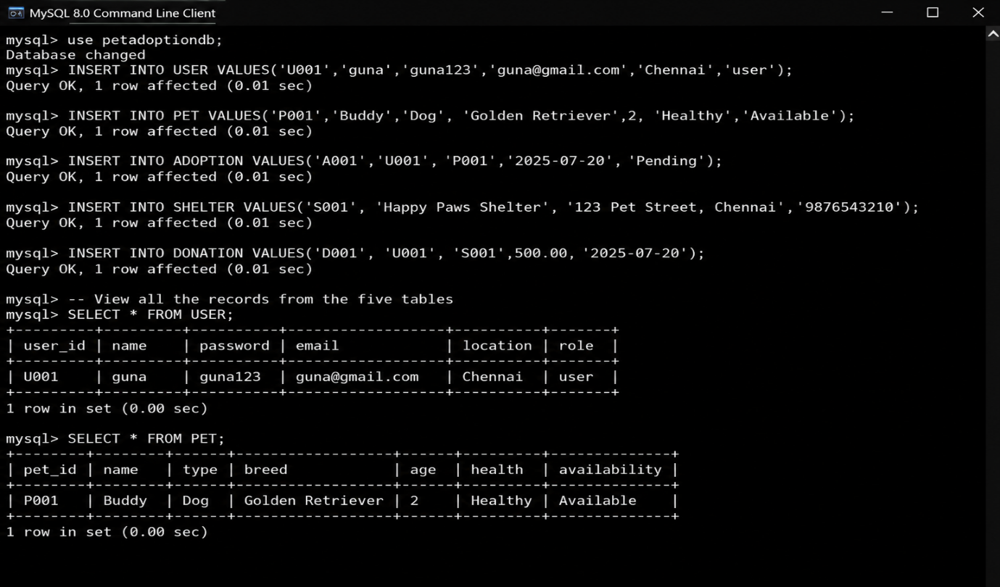 MySQL 8.0 Command Line Client
mysql> use petadoptiondb;
Database changed
mysql> INSERT INTO USER VALUES('U001','guna','guna123','guna@gmail.com','Chennai','user');
Query OK, 1 row affected (0.01 sec)
mysql> INSERT INTO PET VALUES('P001','Buddy','Dog', 'Golden Retriever',2, 'Healthy','Available');
Query OK, 1 row affected (0.01 sec)
mysql> INSERT INTO ADOPTION VALUES('A001','U001', 'P001','2025-07-20', 'Pending');
Query OK, 1 row affected (0.01 sec)
mysql> INSERT INTO SHELTER VALUES('S001', 'Happy Paws Shelter', '123 Pet Street, Chennai','9876543210');
Query OK, 1 row affected (0.01 sec)
mysql> INSERT INTO DONATION VALUES('D001', 'U001', 'S001',500.00, '2025-07-20');
Query OK, 1 row affected (0.01 sec)
mysql> -- View all the records from the five tables
mysql> SELECT * FROM USER;
+---------+---------+----------+------------------+----------+-------+
| user_id | name    | password | email            | location | role  |
+---------+---------+----------+------------------+----------+-------+
| U001    | guna    | guna123  | guna@gmail.com   | Chennai  | user  |
+---------+---------+----------+------------------+----------+-------+
1 row in set (0.00 sec)
mysql> SELECT * FROM PET;
+--------+--------+------+------------------+------+---------+--------------+
| pet_id | name   | type | breed            | age  | health  | availability |
+--------+--------+------+------------------+------+---------+--------------+
| P001   | Buddy  | Dog  | Golden Retriever | 2    | Healthy | Available    |
+--------+--------+------+------------------+------+---------+--------------+
1 row in set (0.00 sec)